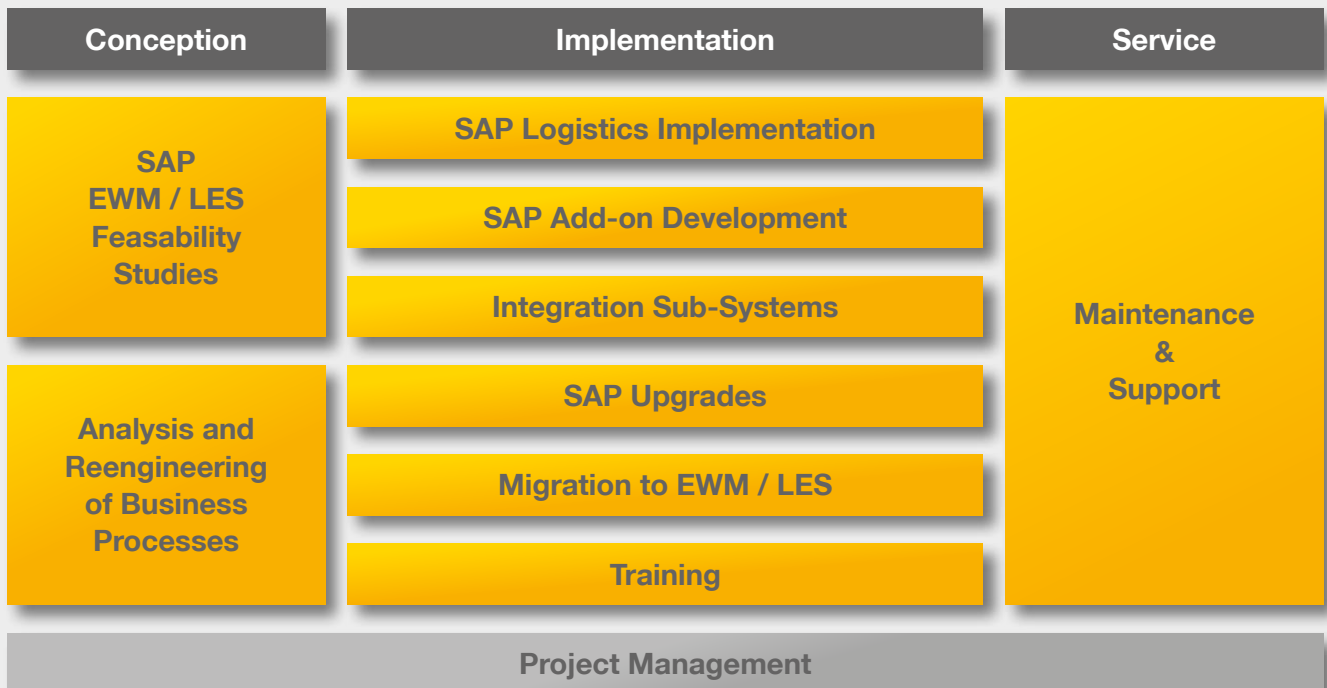 Conception
Implementation
Service
SAP
EWM / LES
Feasability
Studies
Analysis and
Reengineering
of Business
Processes
SAP Logistics Implementation
SAP Add-on Development
Integration Sub-Systems
SAP Upgrades
Migration to EWM / LES
Training
Maintenance
&
Support
Project Management